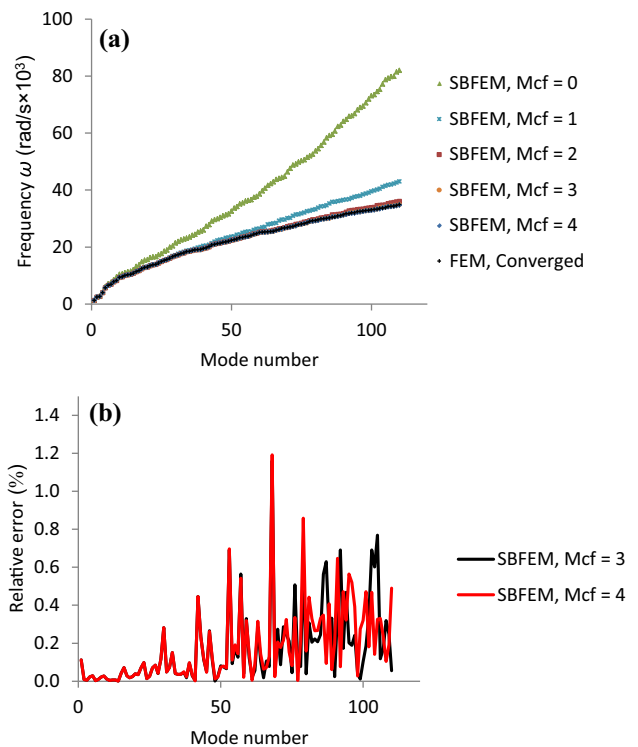 (a)
Frequency ω (rad/s×10³)
100
80
60
40
20
0
0
50
100
Mode number
SBFEM, Mcf = 0
SBFEM, Mcf = 1
SBFEM, Mcf = 2
SBFEM, Mcf = 3
SBFEM, Mcf = 4
FEM, Converged
(b)
Relative error (%)
1.4
1.2
1.0
0.8
0.6
0.4
0.2
0.0
0
50
100
Mode number
SBFEM, Mcf = 3
SBFEM, Mcf = 4